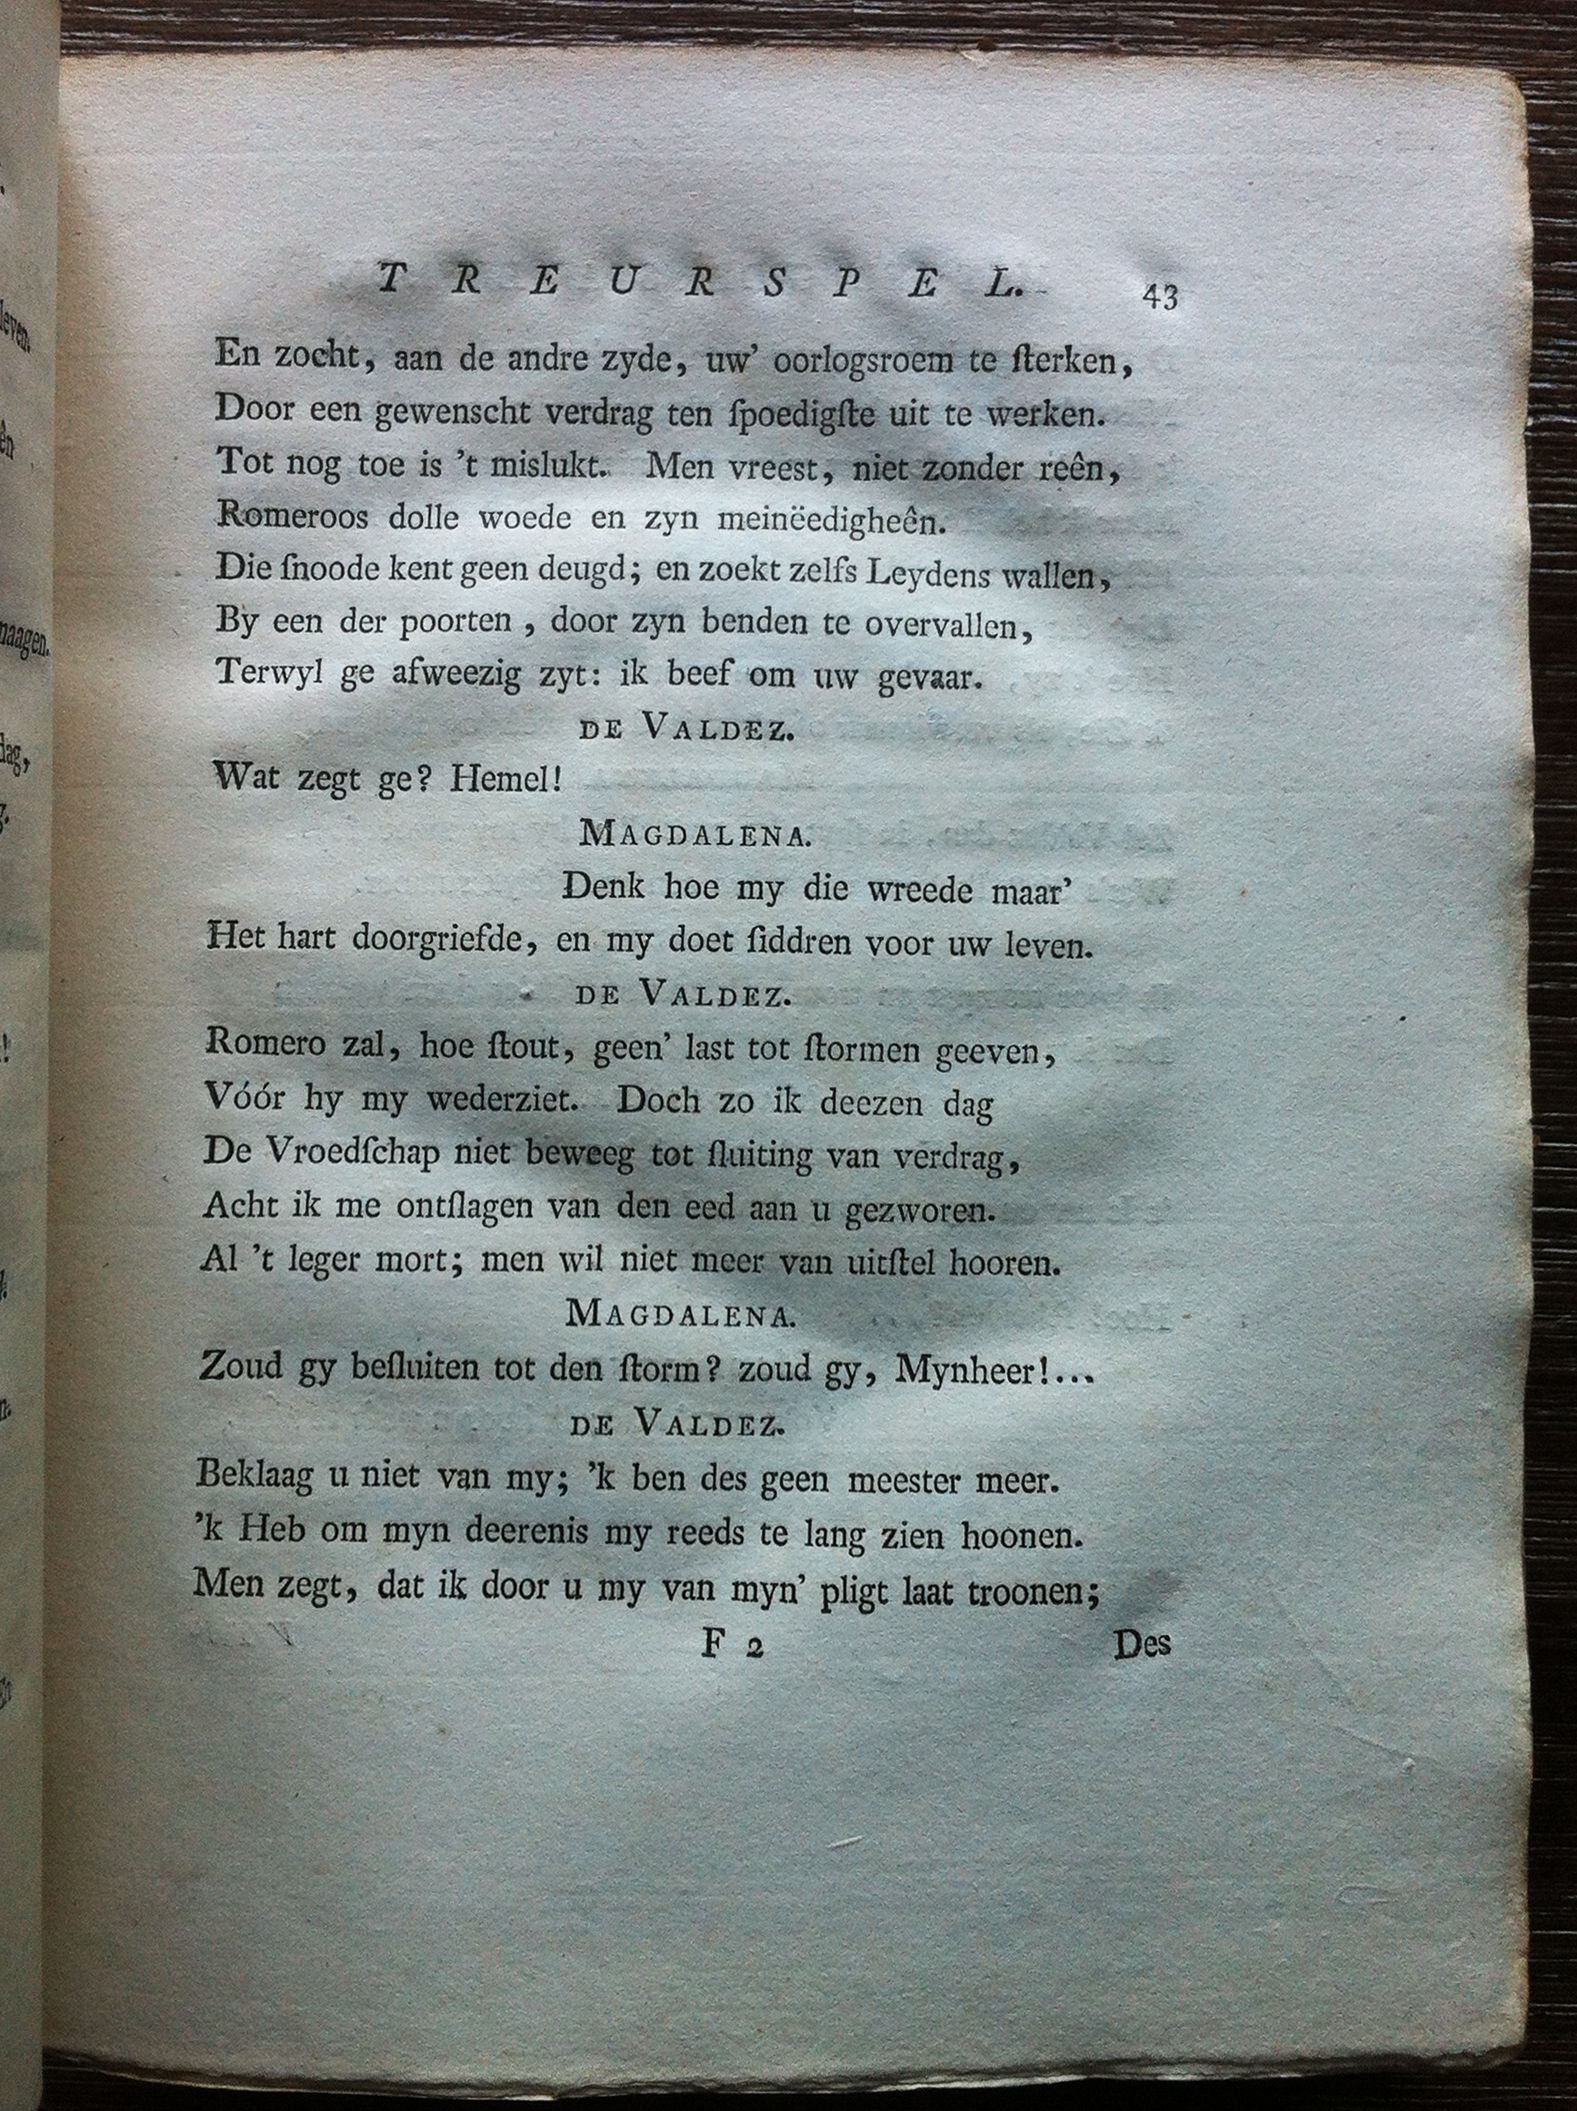 TREURSPEL. 43
En zocht, aan de andre zyde, uw' oorlogsroem te ſterken,
Door een gewenscht verdrag ten ſpoedigſte uit te werken.
Tot nog toe is 't mislukt. Men vreest, niet zonder reên,
Romeroos dolle woede en zyn meinëedigheên.
Die ſnoode kent geen deugd; en zoekt zelfs Leydens wallen,
By een der poorten, door zyn benden te overvallen,
Terwyl ge afweezig zyt: ik beef om uw gevaar.
DE VALDEZ.
Wat zegt ge? Hemel!
MAGDALENA.
Denk hoe my die wreede maar'
Het hart doorgriefde, en my doet ſiddren voor uw leven.
DE VALDEZ.
Romero zal, hoe ſtout, geen' last tot ſtormen geeven,
Vóór hy my wederziet. Doch zo ik deezen dag
De Vroedſchap niet beweeg tot ſluiting van verdrag,
Acht ik me ontſlagen van den eed aan u gezworen.
Al 't leger mort; men wil niet meer van uitſtel hooren.
MAGDALENA.
Zoud gy beſluiten tot den ſtorm? zoud gy, Mynheer!...
DE VALDEZ.
Beklaag u niet van my; 'k ben des geen meester meer.
'k Heb om myn deerenis my reeds te lang zien hoonen.
Men zegt, dat ik door u my van myn' pligt laat troonen;
F 2 Des